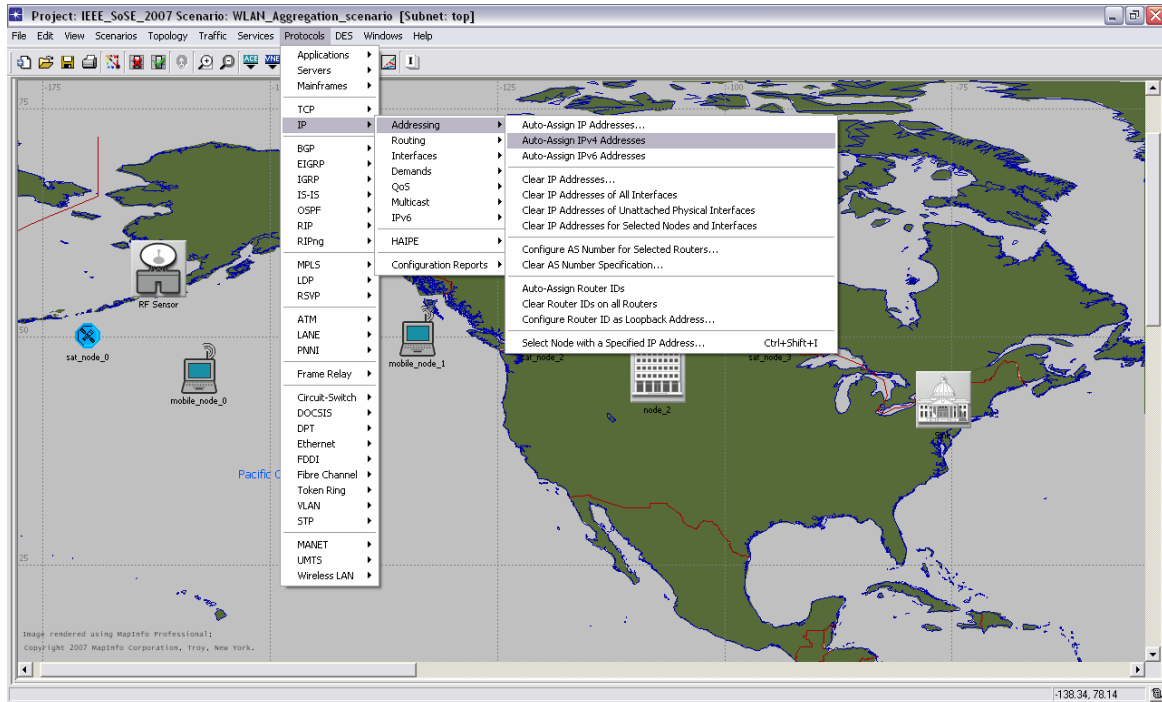 Project: IEEE_SoSE_2007 Scenario: WLAN_Aggregation_scenario [Subnet: top]
File Edit View Scenarios Topology Traffic Services Protocols DES Windows Help
ACE VNE
Applications
Servers
Mainframes
TCP
IP
BGP
EIGRP
IGRP
IS-IS
OSPF
RIP
RIPng
MPLS
LDP
RSVP
ATM
LANE
PNNI
Frame Relay
Circuit-Switch
DOCSIS
DPT
Ethernet
FDDI
Fibre Channel
Token Ring
VLAN
STP
MANET
UMTS
Wireless LAN
Addressing
Routing
Interfaces
Demands
QoS
Multicast
IPv6
HAIPE
Configuration Reports
Auto-Assign IP Addresses...
Auto-Assign IPv4 Addresses
Auto-Assign IPv6 Addresses
Clear IP Addresses...
Clear IP Addresses of All Interfaces
Clear IP Addresses of Unattached Physical Interfaces
Clear IP Addresses for Selected Nodes and Interfaces
Configure AS Number for Selected Routers...
Clear AS Number Specification...
Auto-Assign Router IDs
Clear Router IDs on all Routers
Configure Router ID as Loopback Address...
Select Node with a Specified IP Address... Ctrl+Shift+I
-175 -125 -100 -75
75
50
25
RF Sensor
sat_node_0
mobile_node_0
mobile_node_1
sat_node_2
sat_node_3
node_2
Pacific
Image rendered using MapInfo Professional;
Copyright 2007 MapInfo Corporation, Troy, New York.
-138.34, 78.14